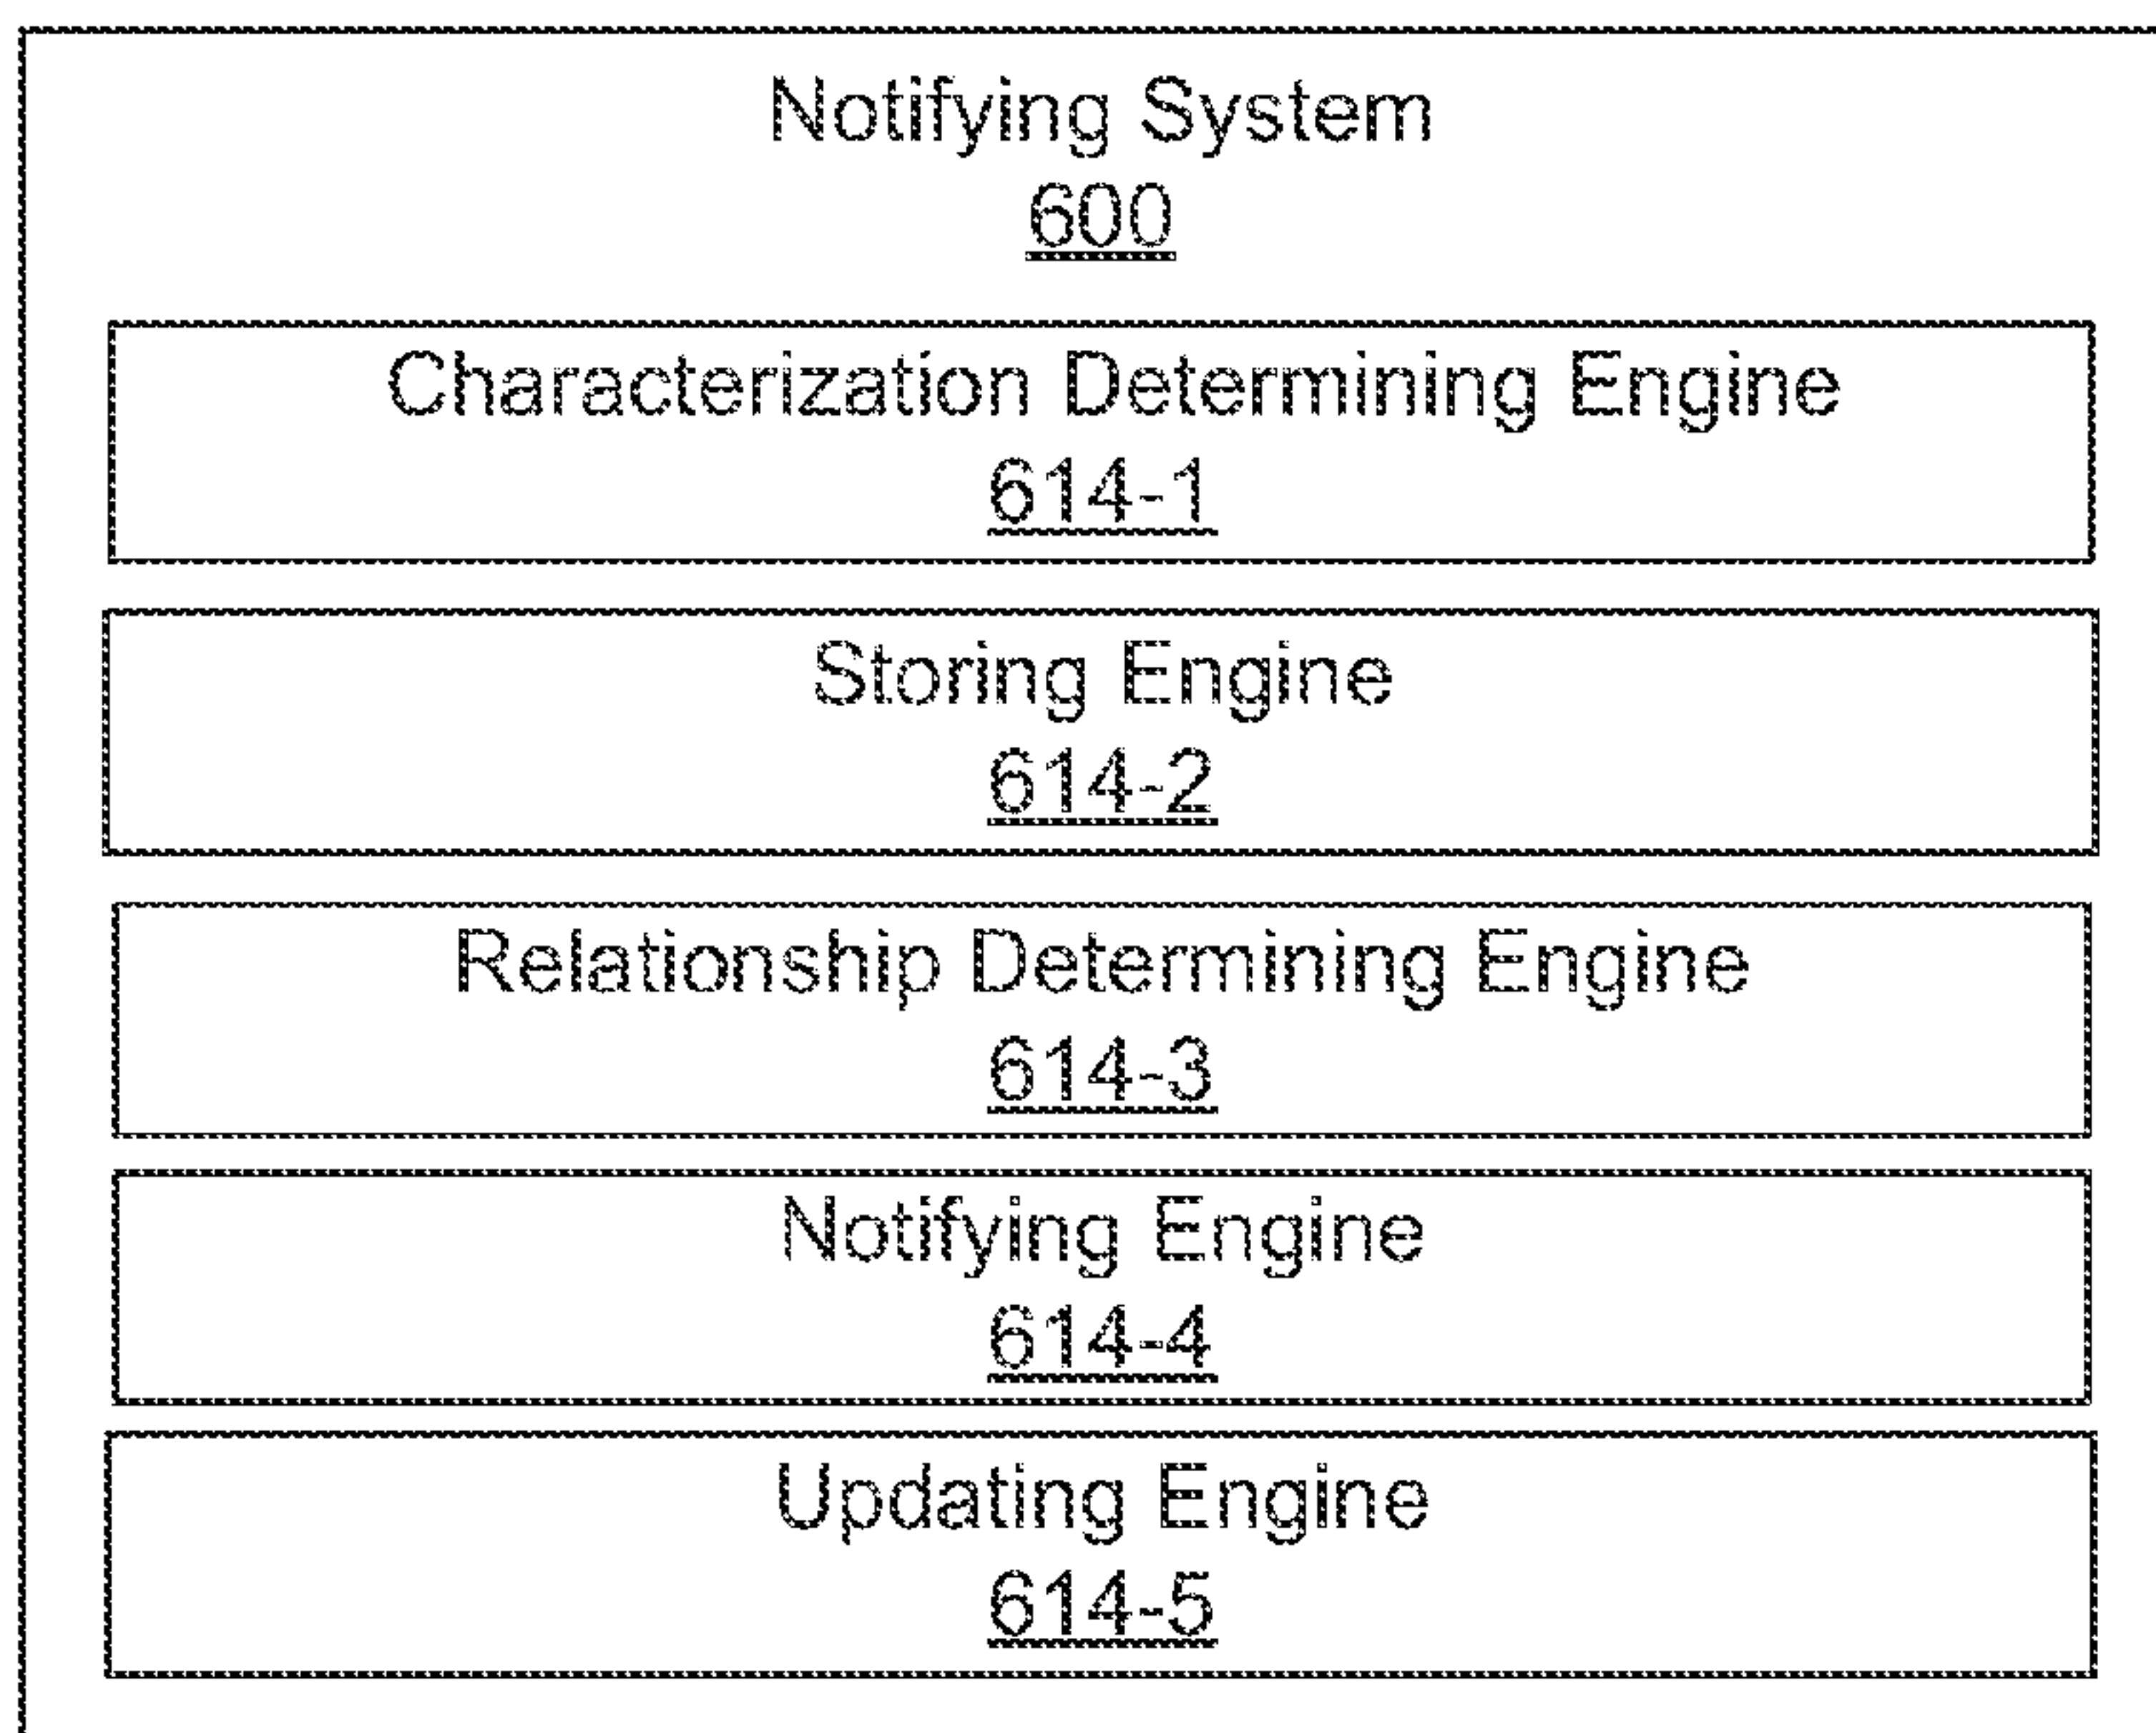 Notifying System
600
Characterization Determining Engine
614-1
Storing Engine
614-2
Relationship Determining Engine
614-3
Notifying Engine
614-4
Updating Engine
614-5